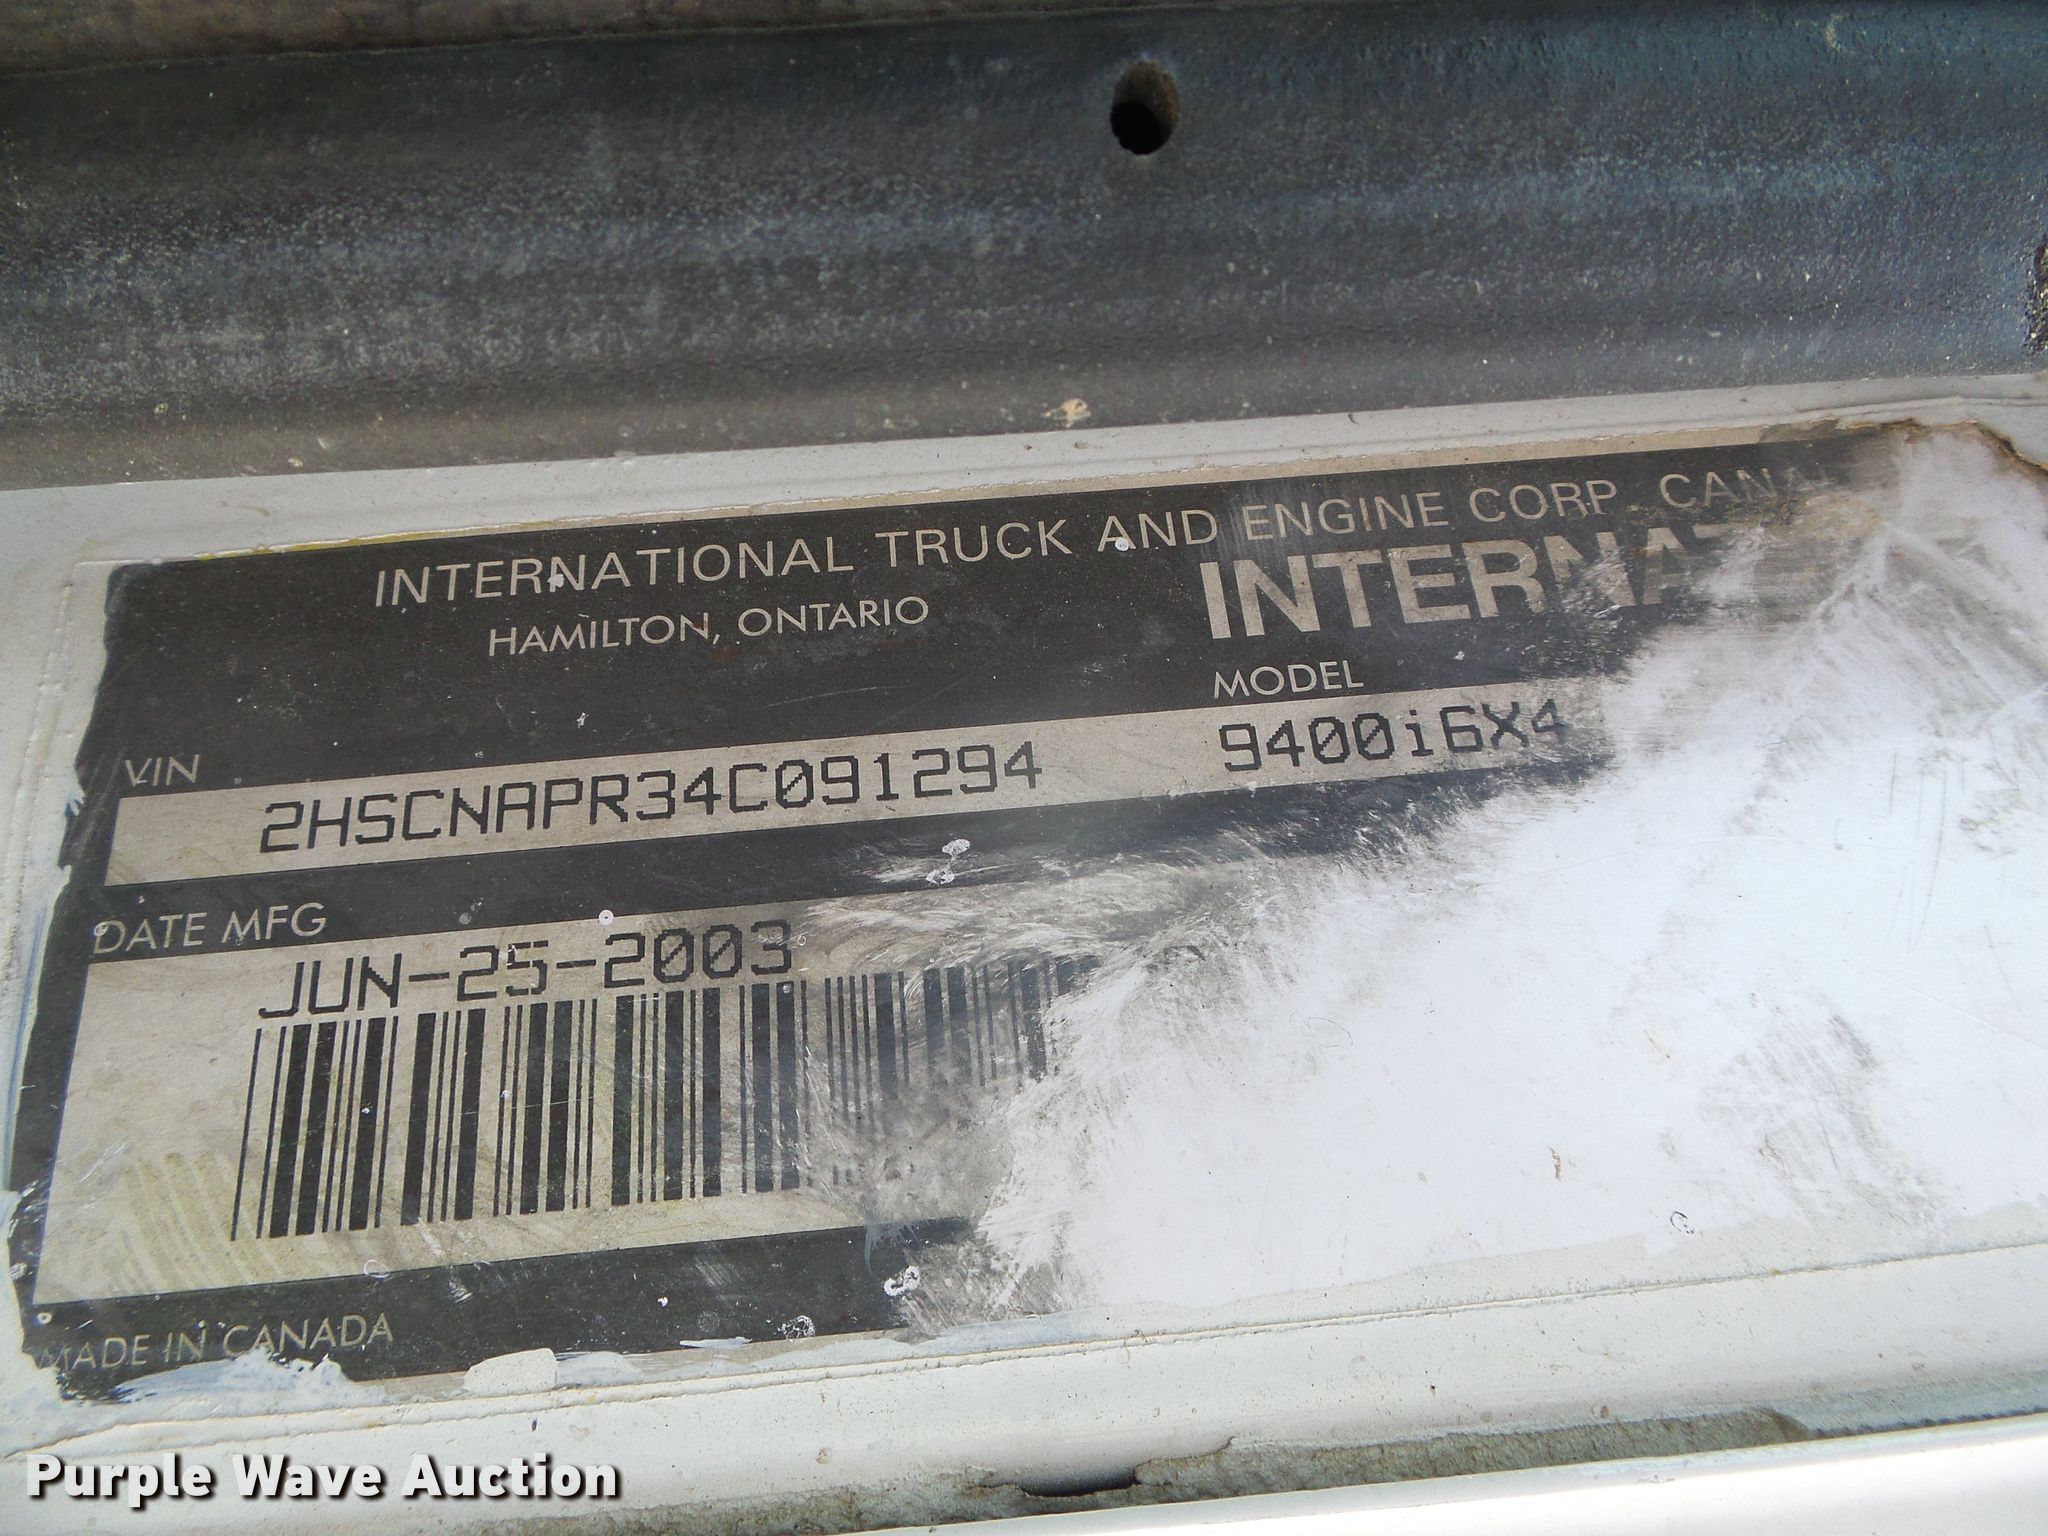 INTERNATIONAL TRUCK AND ENGINE CORP. CANA
HAMILTON, ONTARIO
INTERNAT
MODEL
9400i6X4
VIN
2HSCNAPR34C091294
DATE MFG
JUN-25-2003
MADE IN CANADA
Purple Wave Auction